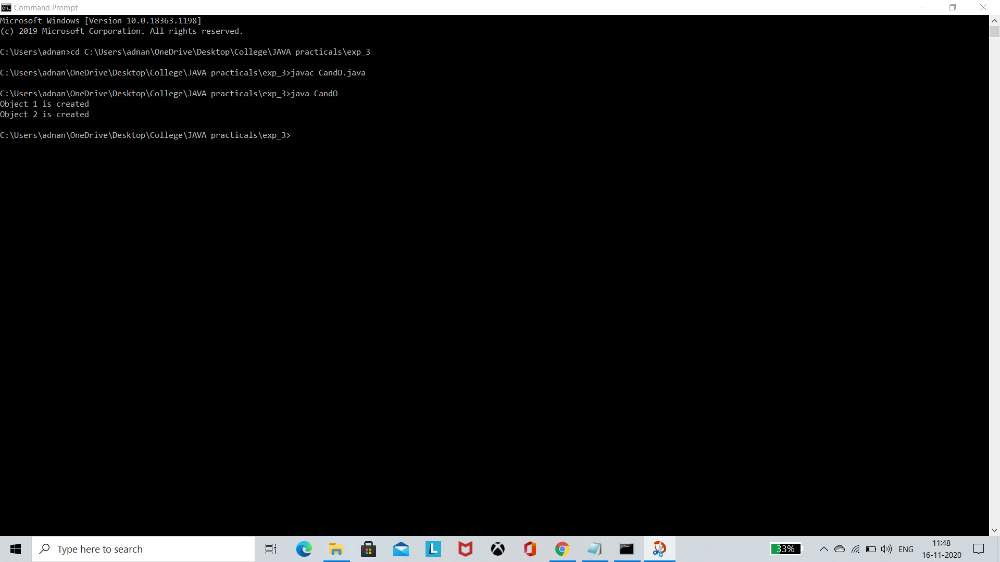 Command Prompt
Microsoft Windows [Version 10.0.18363.1198]
(c) 2019 Microsoft Corporation. All rights reserved.
C:\Users\adnan>cd C:\Users\adnan\OneDrive\Desktop\College\JAVA practicals\exp_3
C:\Users\adnan\OneDrive\Desktop\College\JAVA practicals\exp_3>javac CandO.java
C:\Users\adnan\OneDrive\Desktop\College\JAVA practicals\exp_3>java CandO
Object 1 is created
Object 2 is created
C:\Users\adnan\OneDrive\Desktop\College\JAVA practicals\exp_3>
Type here to search
L
33%
ENG
11:48
16-11-2020